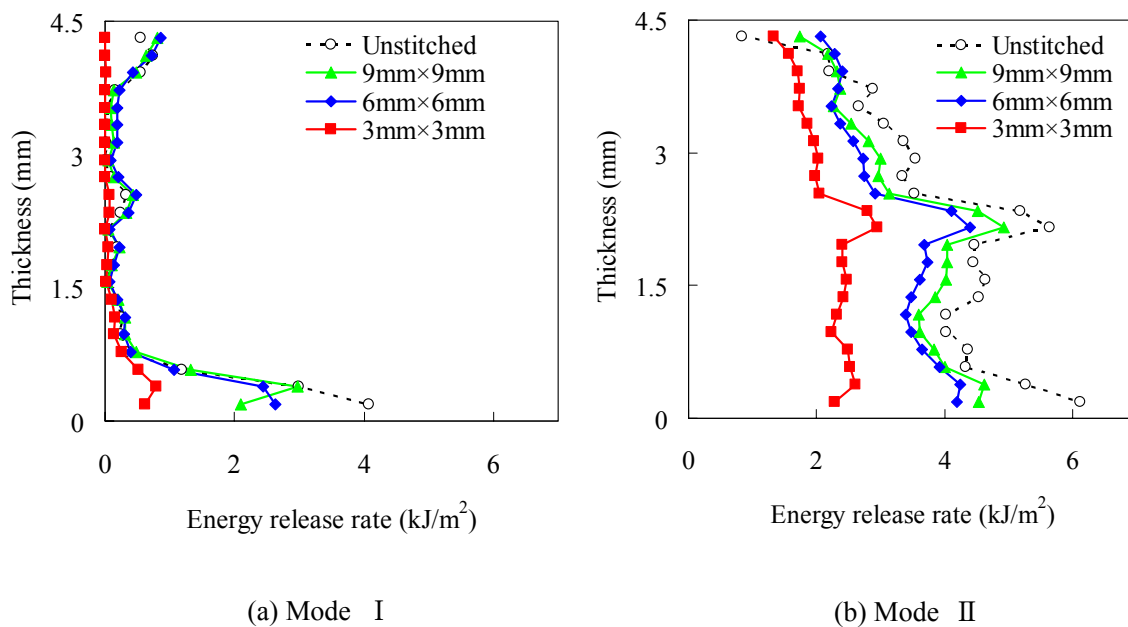 4.5
3
1.5
0
Thickness (mm)
Unstitched
9mm×9mm
6mm×6mm
3mm×3mm
0 2 4 6
Energy release rate (kJ/m²)
(a) Mode Ⅰ
4.5
3
1.5
0
Thickness (mm)
Unstitched
9mm×9mm
6mm×6mm
3mm×3mm
0 2 4 6
Energy release rate (kJ/m²)
(b) Mode Ⅱ